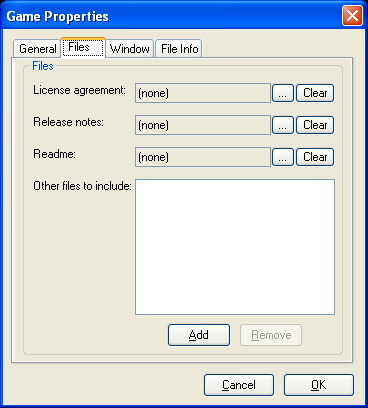 Game Properties
General Files Window File Info
Files
License agreement: (none) ... Clear
Release notes: (none) ... Clear
Readme: (none) ... Clear
Other files to include:
Add Remove
Cancel OK